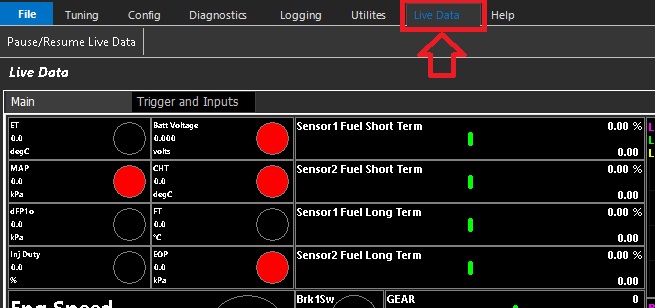 File Tuning Config Diagnostics Logging Utilites Live Data Help
Pause/Resume Live Data
Live Data
Main Trigger and Inputs
ET
0.0
degC
Batt Voltage
0.000
volts
Sensor1 Fuel Short Term 0.00 %
0.00
MAP
0.0
kPa
CHT
0.0
degC
Sensor2 Fuel Short Term 0.00 %
0.00
dFP1o
0.0
kPa
FT
0.0
°C
Sensor1 Fuel Long Term 0.00 %
0.00
Inj Duty
0.0
%
EOP
0.0
kPa
Sensor2 Fuel Long Term 0.00 %
0.00
Eng Speed
Brk1Sw
GEAR 0